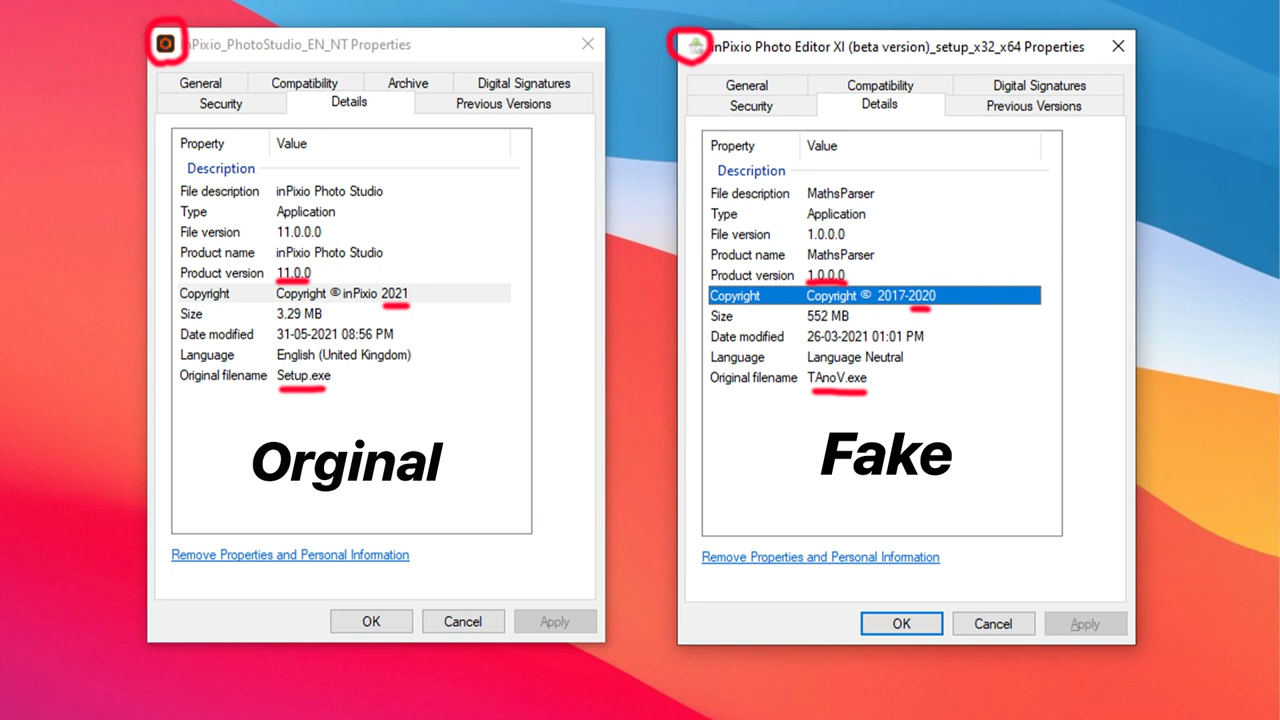 inPixio_PhotoStudio_EN_NT Properties
General Compatibility Archive Digital Signatures
Security Details Previous Versions
Property Value
Description
File description inPixio Photo Studio
Type Application
File version 11.0.0.0
Product name inPixio Photo Studio
Product version 11.0.0
Copyright Copyright © inPixio 2021
Size 3.29 MB
Date modified 31-05-2021 08:56 PM
Language English (United Kingdom)
Original filename Setup.exe
Orginal
Remove Properties and Personal Information
OK Cancel Apply
inPixio Photo Editor XI (beta version)_setup_x32_x64 Properties
General Compatibility Digital Signatures
Security Details Previous Versions
Property Value
Description
File description MathsParser
Type Application
File version 1.0.0.0
Product name MathsParser
Product version 1.0.0.0
Copyright Copyright © 2017-2020
Size 552 MB
Date modified 26-03-2021 01:01 PM
Language Language Neutral
Original filename TAnoV.exe
Fake
Remove Properties and Personal Information
OK Cancel Apply